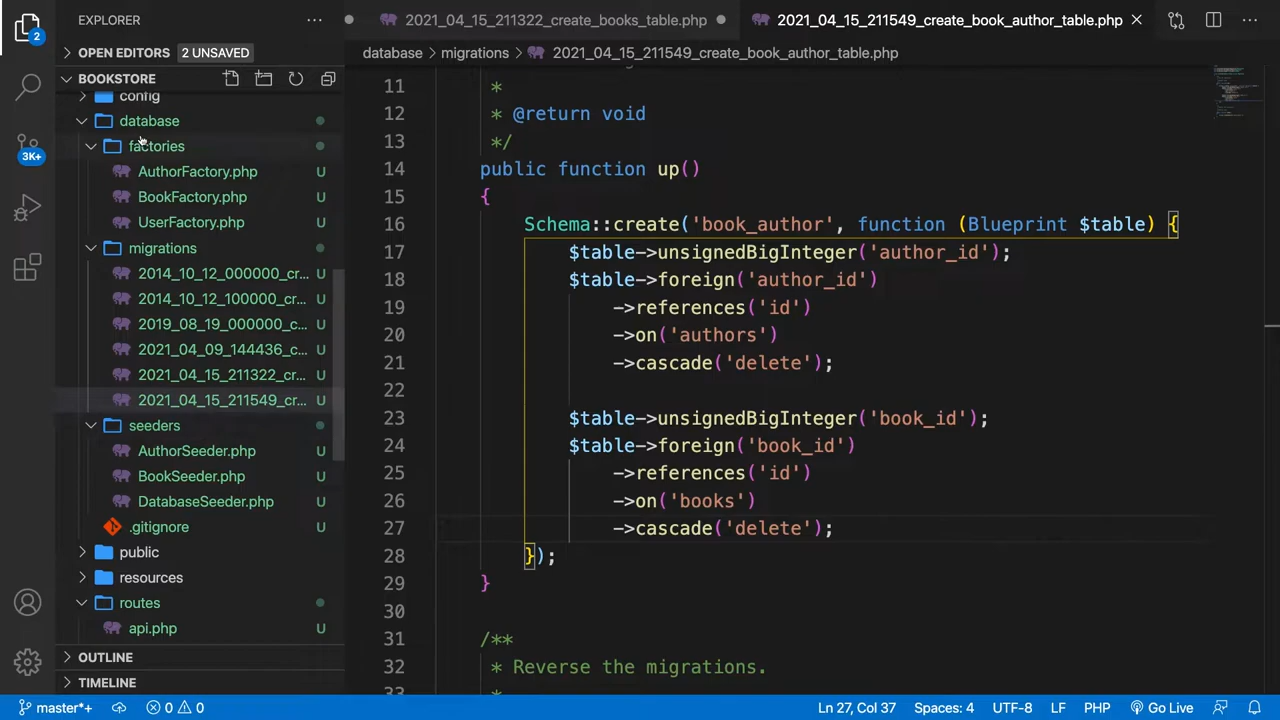 EXPLORER
2021_04_15_211322_create_books_table.php
2021_04_15_211549_create_book_author_table.php
OPEN EDITORS
2 UNSAVED
database
migrations
2021_04_15_211549_create_book_author_table.php
2
BOOKSTORE
config
database
factories
3K+
AuthorFactory.php U
BookFactory.php U
UserFactory.php U
migrations
2014_10_12_000000_cr... U
2014_10_12_100000_cr... U
2019_08_19_000000_c... U
2021_04_09_144436_c... U
2021_04_15_211322_cr... U
2021_04_15_211549_cr... U
seeders
AuthorSeeder.php U
BookSeeder.php U
DatabaseSeeder.php U
.gitignore U
public
resources
routes
api.php U
OUTLINE
TIMELINE
11 *
12 * @return void
13 */
14 public function up()
15 {
16 Schema::create('book_author', function (Blueprint $table) {
17 $table->unsignedBigInteger('author_id');
18 $table->foreign('author_id')
19 ->references('id')
20 ->on('authors')
21 ->cascade('delete');
22
23 $table->unsignedBigInteger('book_id');
24 $table->foreign('book_id')
25 ->references('id')
26 ->on('books')
27 ->cascade('delete');
28 });
29 }
30
31 /**
32 * Reverse the migrations.
33 *
master*+
0
0
Ln 27, Col 37
Spaces: 4
UTF-8
LF
PHP
Go Live